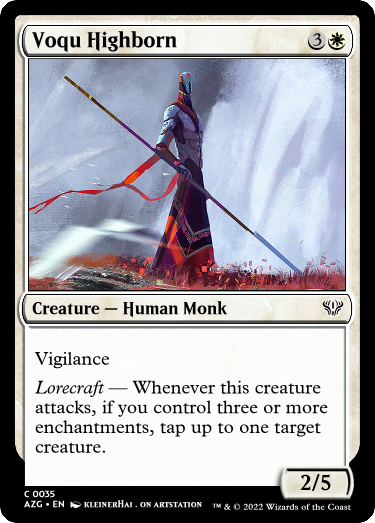 Voqu Highborn 3
Creature — Human Monk
Vigilance
Lorecraft — Whenever this creature
attacks, if you control three or more
enchantments, tap up to one target
creature.
2/5
C 0035
AZG • EN KLEINERHAI . ON ARTSTATION ™ & © 2022 Wizards of the Coast